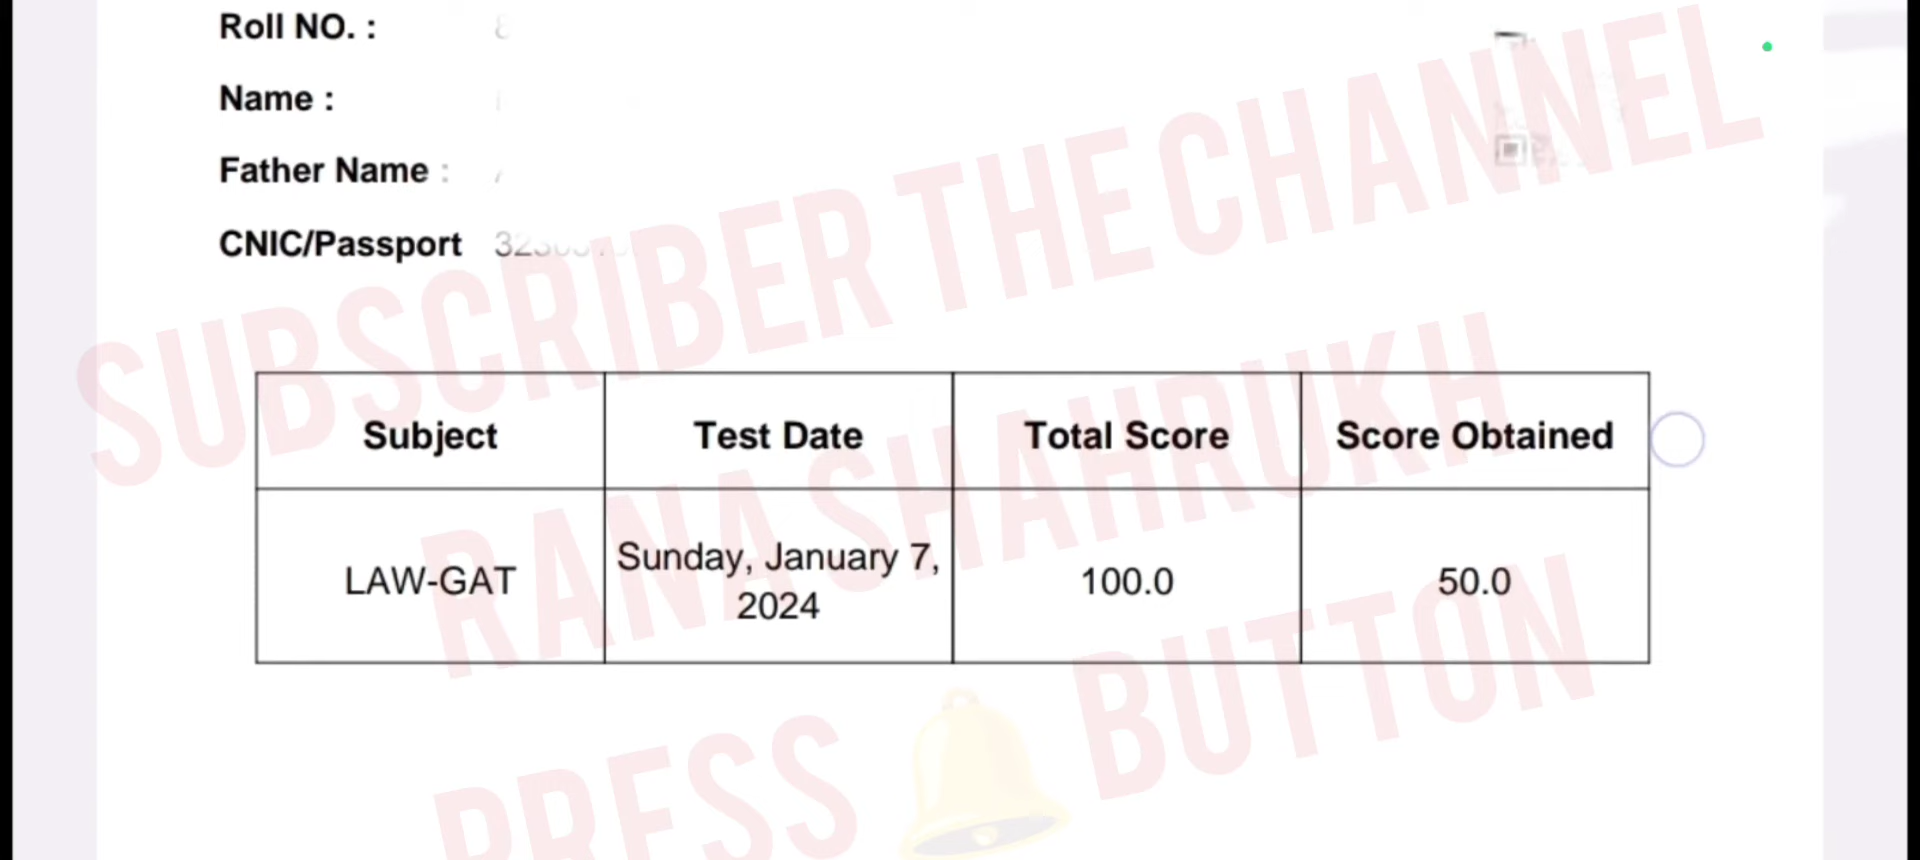 Roll NO. :
Name :
Father Name :
CNIC/Passport
SUBSCRIBER THE CHANNEL
Subject Test Date Total Score Score Obtained
RANA SHAHRUKH
LAW-GAT Sunday, January 7, 2024 100.0 50.0
PRESS BUTTON